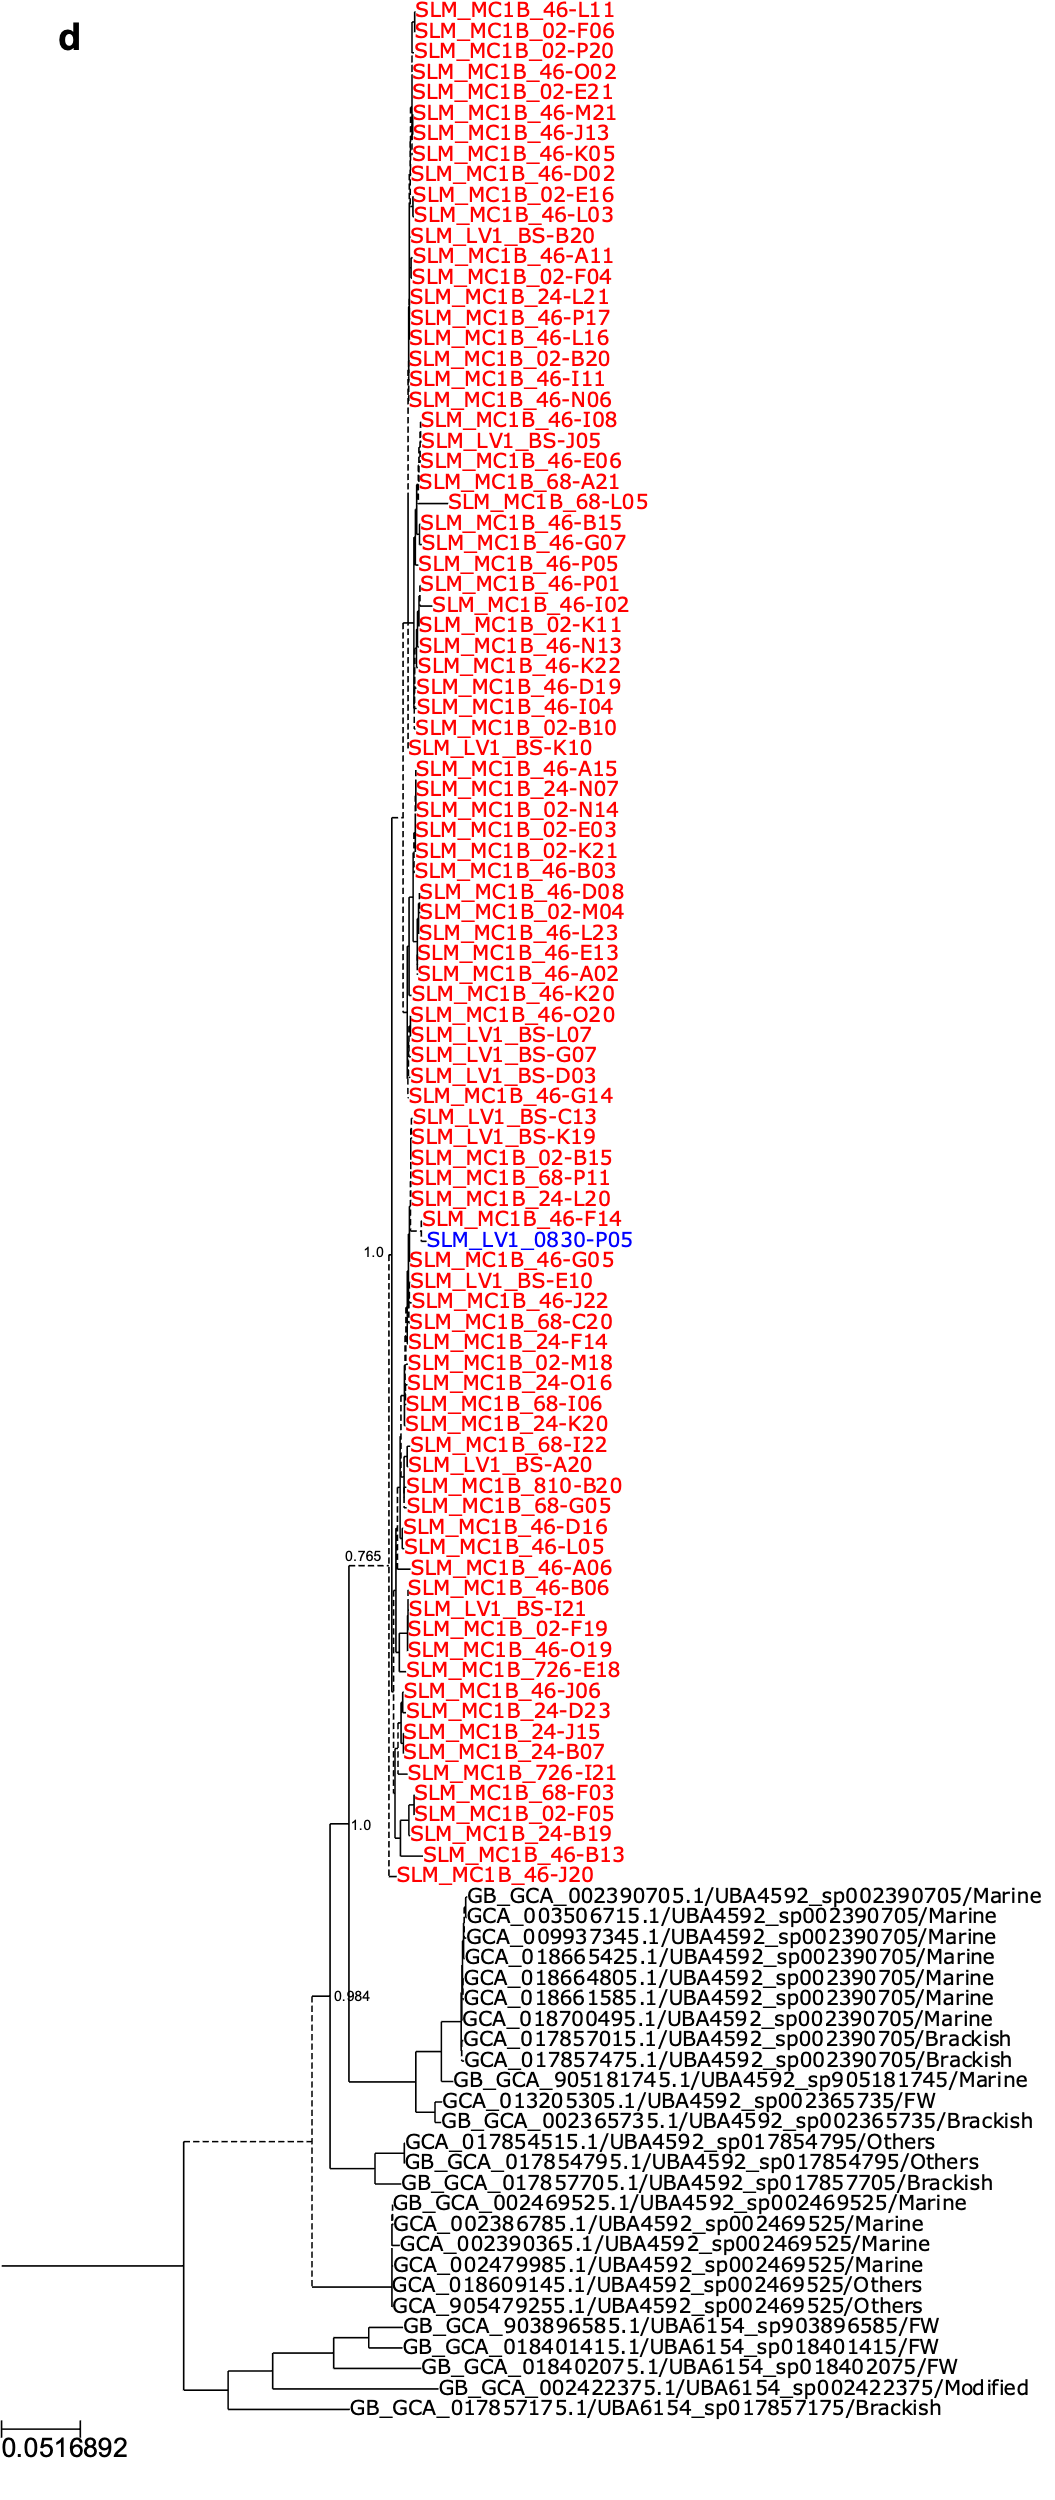 d
SLM_MC1B_46-L11
SLM_MC1B_02-F06
SLM_MC1B_02-P20
SLM_MC1B_46-O02
SLM_MC1B_02-E21
SLM_MC1B_46-M21
SLM_MC1B_46-J13
SLM_MC1B_46-K05
SLM_MC1B_46-D02
SLM_MC1B_02-E16
SLM_MC1B_46-L03
SLM_LV1_BS-B20
SLM_MC1B_46-A11
SLM_MC1B_02-F04
SLM_MC1B_24-L21
SLM_MC1B_46-P17
SLM_MC1B_46-L16
SLM_MC1B_02-B20
SLM_MC1B_46-I11
SLM_MC1B_46-N06
SLM_MC1B_46-I08
SLM_LV1_BS-J05
SLM_MC1B_46-E06
SLM_MC1B_68-A21
SLM_MC1B_68-L05
SLM_MC1B_46-B15
SLM_MC1B_46-G07
SLM_MC1B_46-P05
SLM_MC1B_46-P01
SLM_MC1B_46-I02
SLM_MC1B_02-K11
SLM_MC1B_46-N13
SLM_MC1B_46-K22
SLM_MC1B_46-D19
SLM_MC1B_46-I04
SLM_MC1B_02-B10
SLM_LV1_BS-K10
SLM_MC1B_46-A15
SLM_MC1B_24-N07
SLM_MC1B_02-N14
SLM_MC1B_02-E03
SLM_MC1B_02-K21
SLM_MC1B_46-B03
SLM_MC1B_46-D08
SLM_MC1B_02-M04
SLM_MC1B_46-L23
SLM_MC1B_46-E13
SLM_MC1B_46-A02
SLM_MC1B_46-K20
SLM_MC1B_46-O20
SLM_LV1_BS-L07
SLM_LV1_BS-G07
SLM_LV1_BS-D03
SLM_MC1B_46-G14
SLM_LV1_BS-C13
SLM_LV1_BS-K19
SLM_MC1B_02-B15
SLM_MC1B_68-P11
SLM_MC1B_24-L20
SLM_MC1B_46-F14
SLM_LV1_0830-P05
1.0
SLM_MC1B_46-G05
SLM_LV1_BS-E10
SLM_MC1B_46-J22
SLM_MC1B_68-C20
SLM_MC1B_24-F14
SLM_MC1B_02-M18
SLM_MC1B_24-O16
SLM_MC1B_68-I06
SLM_MC1B_24-K20
SLM_MC1B_68-I22
SLM_LV1_BS-A20
SLM_MC1B_810-B20
SLM_MC1B_68-G05
SLM_MC1B_46-D16
SLM_MC1B_46-L05
0.765
SLM_MC1B_46-A06
SLM_MC1B_46-B06
SLM_LV1_BS-I21
SLM_MC1B_02-F19
SLM_MC1B_46-O19
SLM_MC1B_726-E18
SLM_MC1B_46-J06
SLM_MC1B_24-D23
SLM_MC1B_24-J15
SLM_MC1B_24-B07
SLM_MC1B_726-I21
SLM_MC1B_68-F03
SLM_MC1B_02-F05
1.0
SLM_MC1B_24-B19
SLM_MC1B_46-B13
SLM_MC1B_46-J20
GB_GCA_002390705.1/UBA4592_sp002390705/Marine
GCA_003506715.1/UBA4592_sp002390705/Marine
GCA_009937345.1/UBA4592_sp002390705/Marine
GCA_018665425.1/UBA4592_sp002390705/Marine
GCA_018664805.1/UBA4592_sp002390705/Marine
0.984
GCA_018661585.1/UBA4592_sp002390705/Marine
GCA_018700495.1/UBA4592_sp002390705/Marine
GCA_017857015.1/UBA4592_sp002390705/Brackish
GCA_017857475.1/UBA4592_sp002390705/Brackish
GB_GCA_905181745.1/UBA4592_sp905181745/Marine
GCA_013205305.1/UBA4592_sp002365735/FW
GB_GCA_002365735.1/UBA4592_sp002365735/Brackish
GCA_017854515.1/UBA4592_sp017854795/Others
GB_GCA_017854795.1/UBA4592_sp017854795/Others
GB_GCA_017857705.1/UBA4592_sp017857705/Brackish
GB_GCA_002469525.1/UBA4592_sp002469525/Marine
GCA_002386785.1/UBA4592_sp002469525/Marine
GCA_002390365.1/UBA4592_sp002469525/Marine
GCA_002479985.1/UBA4592_sp002469525/Marine
GCA_018609145.1/UBA4592_sp002469525/Others
GCA_905479255.1/UBA4592_sp002469525/Others
GB_GCA_903896585.1/UBA6154_sp903896585/FW
GB_GCA_018401415.1/UBA6154_sp018401415/FW
GB_GCA_018402075.1/UBA6154_sp018402075/FW
GB_GCA_002422375.1/UBA6154_sp002422375/Modified
GB_GCA_017857175.1/UBA6154_sp017857175/Brackish
0.0516892